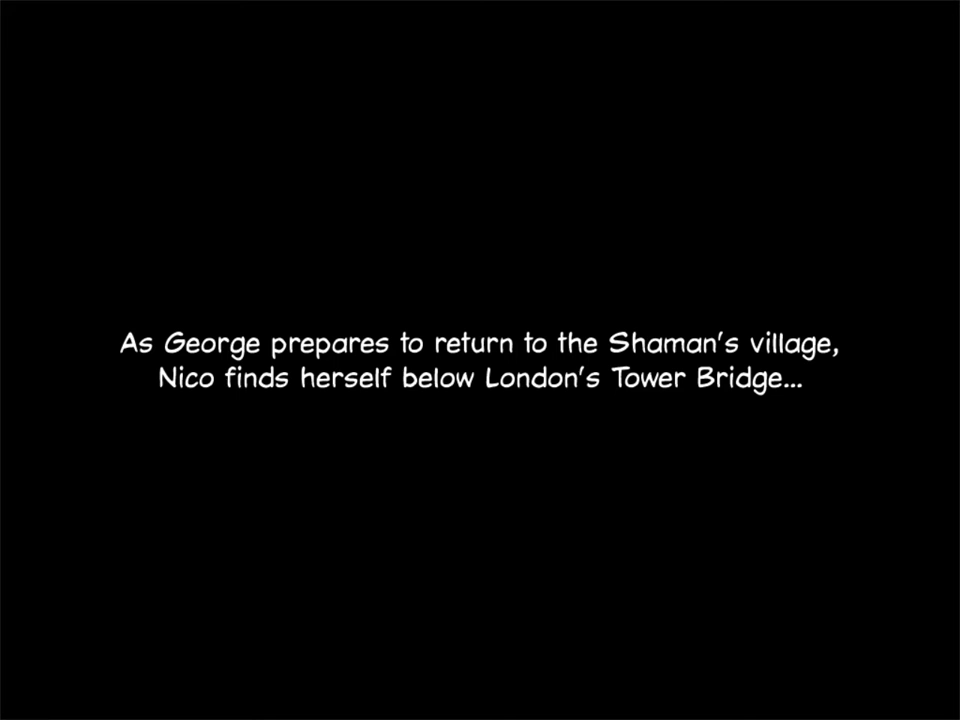 As George prepares to return to the Shaman's village,
Nico finds herself below London's Tower Bridge...